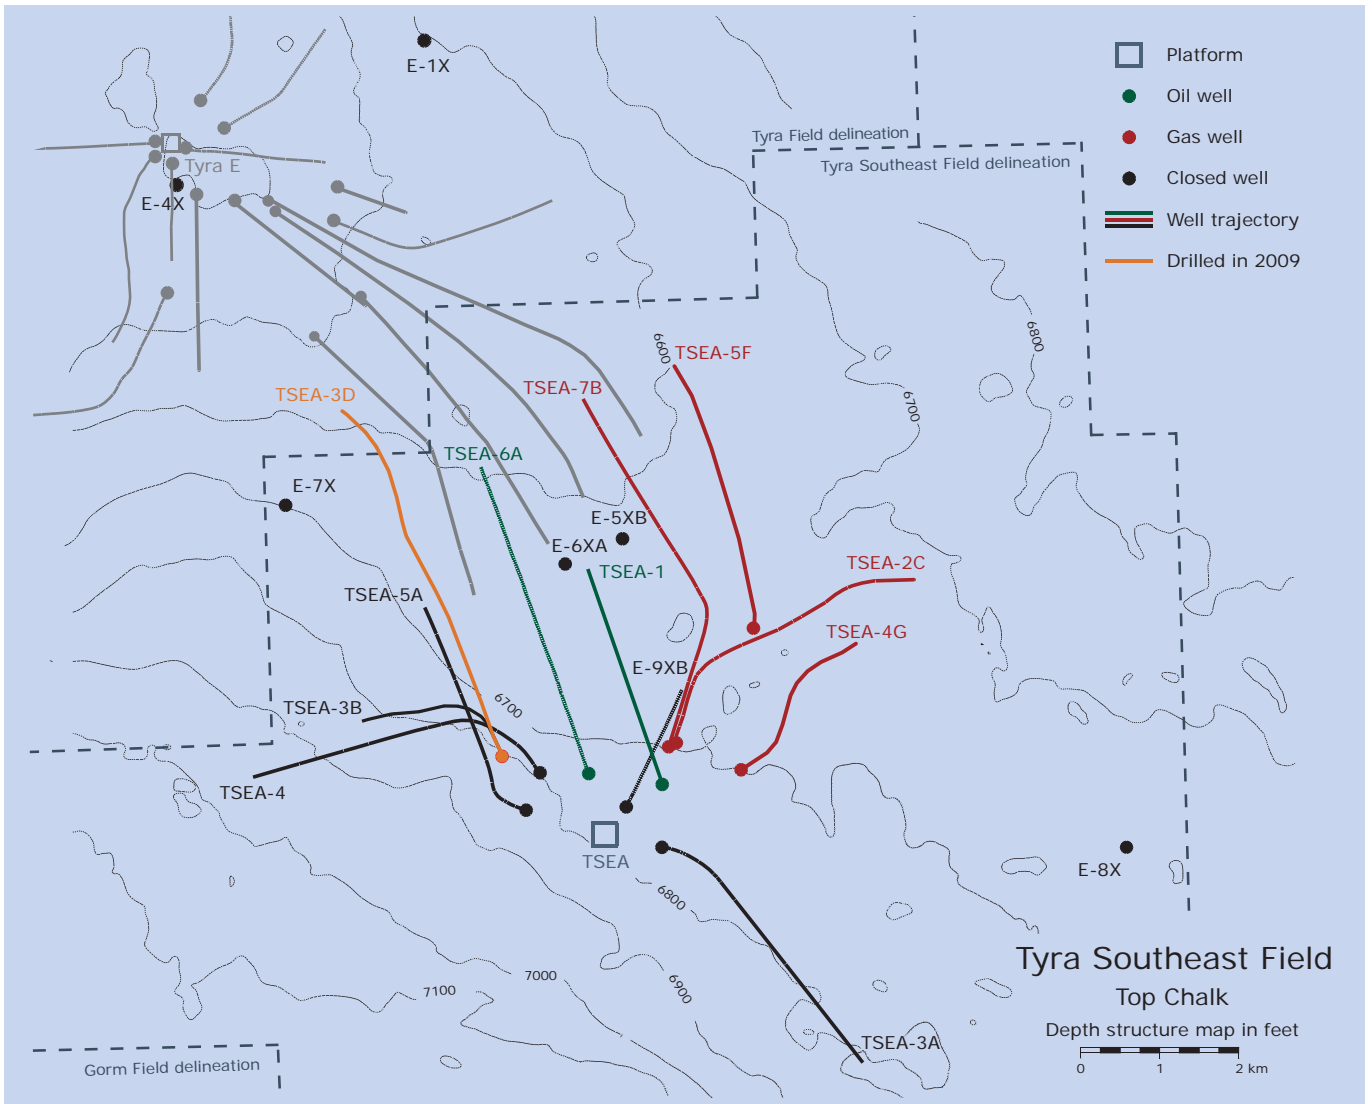 E-1X
Platform
Oil well
Gas well
Closed well
Well trajectory
Drilled in 2009
Tyra Field delineation
Tyra Southeast Field delineation
Tyra E
E-4X
6600
6800
TSEA-5F
TSEA-7B
TSEA-3D
6700
TSEA-6A
E-7X
E-5XB
E-6XA
TSEA-1
TSEA-2C
TSEA-5A
TSEA-4G
E-9XB
TSEA-3B
6700
TSEA-4
TSEA
E-8X
6800
Tyra Southeast Field
Top Chalk
Depth structure map in feet
0 1 2 km
7000
7100
6900
TSEA-3A
Gorm Field delineation